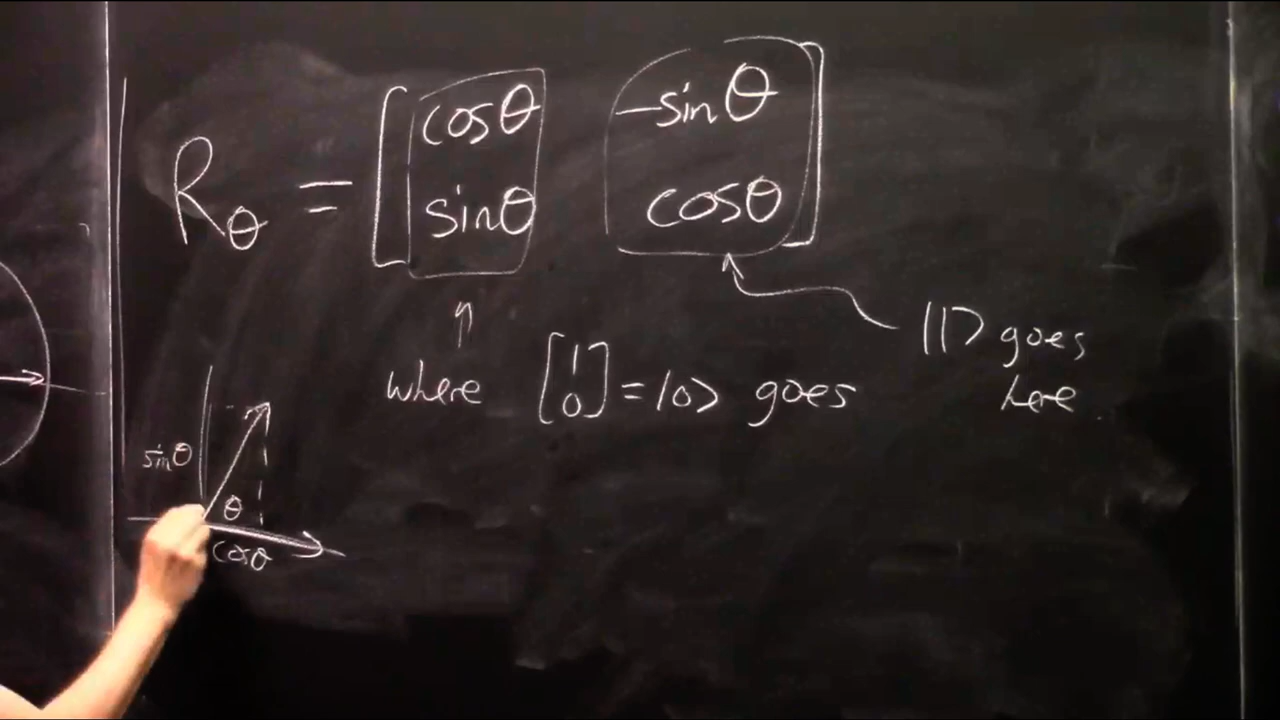 R_θ = [cosθ -sinθ]
[sinθ cosθ]
where [1 0] = |0> goes
|1> goes
here
sinθ
θ
cosθ